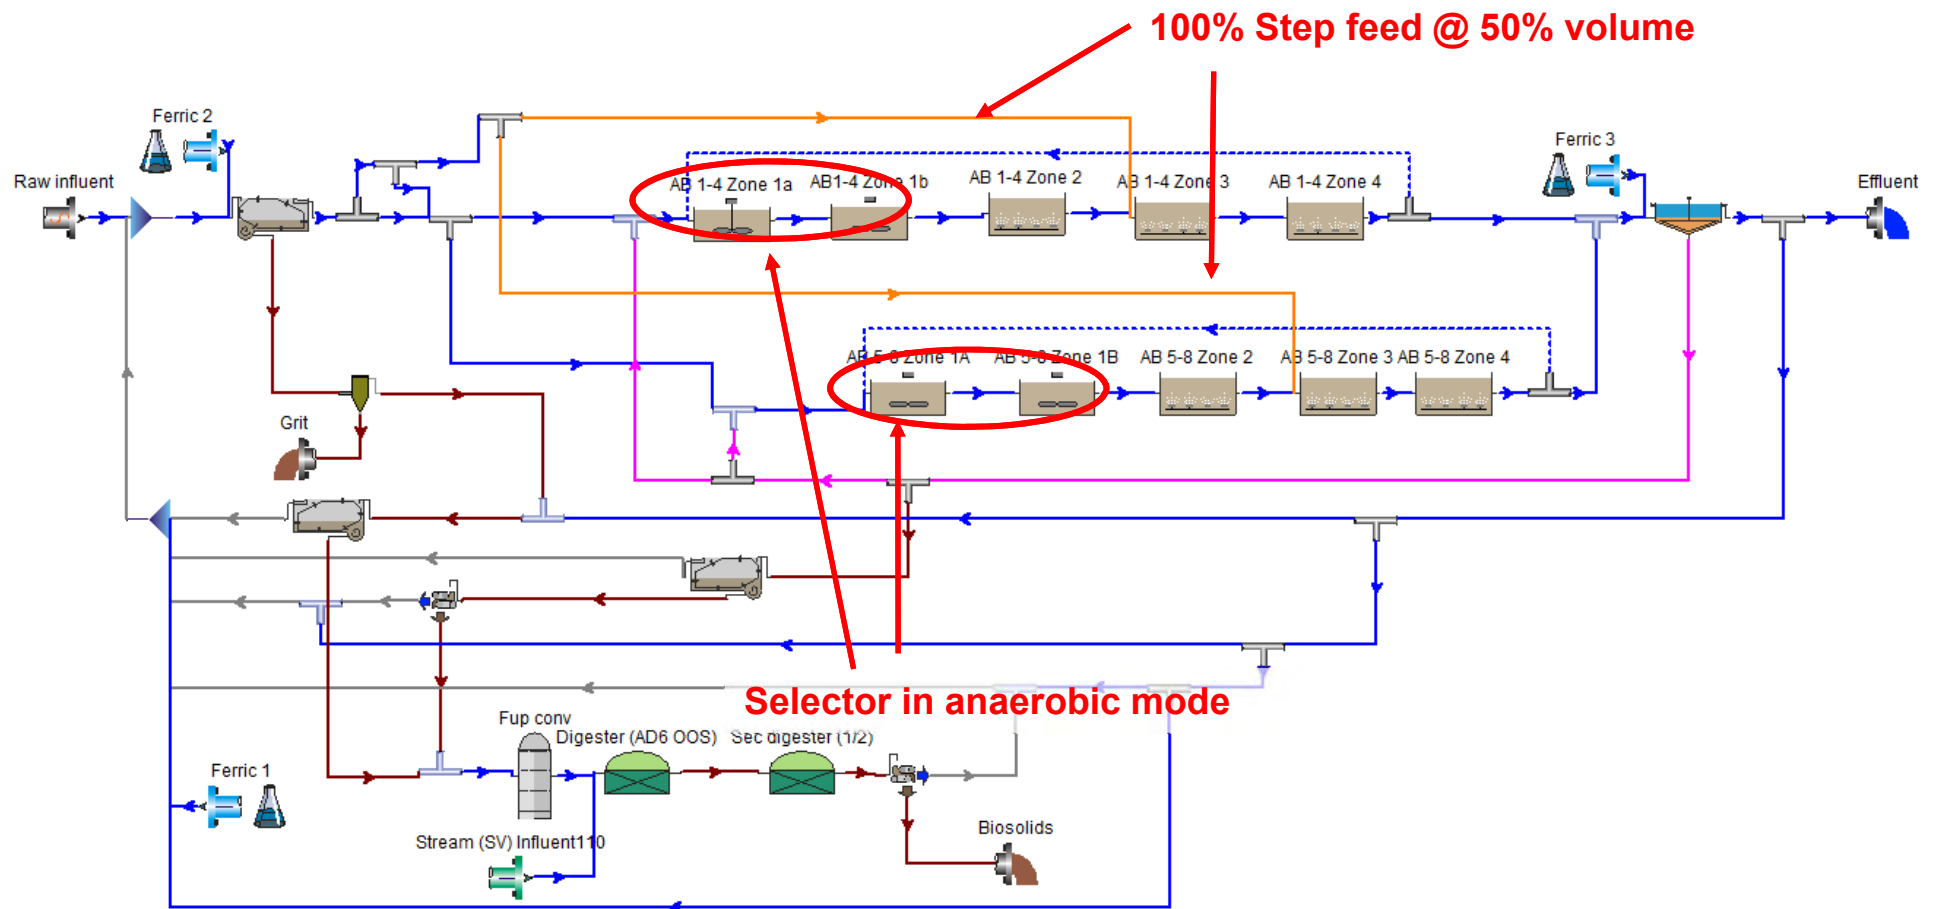 100% Step feed @ 50% volume
Ferric 2
Ferric 3
Raw influent
AB 1-4 Zone 1a
AB1-4 Zone 1b
AB 1-4 Zone 2
AB 1-4 Zone 3
AB 1-4 Zone 4
Effluent
AB 5-8 Zone 1A
AB 5-8 Zone 1B
AB 5-8 Zone 2
AB 5-8 Zone 3
AB 5-8 Zone 4
Grit
Selector in anaerobic mode
Fup conv
Digester (AD6 OOS)
Sec digester (1/2)
Ferric 1
Biosolids
Stream (SV) Influent110